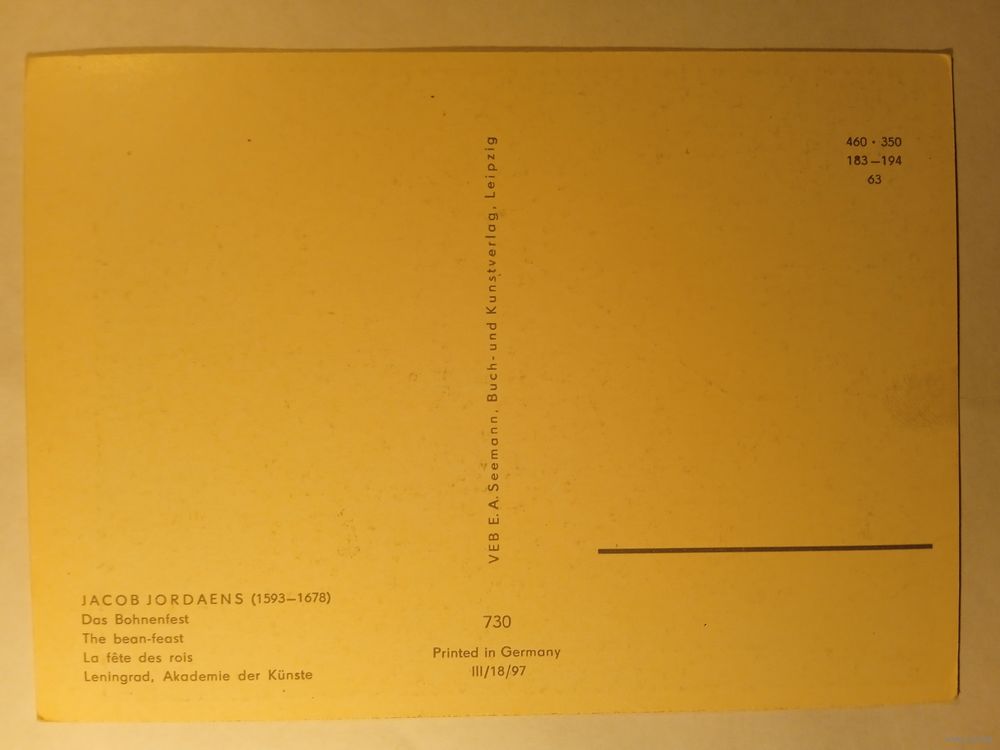 460 · 350
183–194
63
VEB E. A. Seemann, Buch- und Kunstverlag, Leipzig
JACOB JORDAENS (1593–1678)
Das Bohnenfest
The bean-feast
La fête des rois
Leningrad, Akademie der Künste
730
Printed in Germany
III/18/97